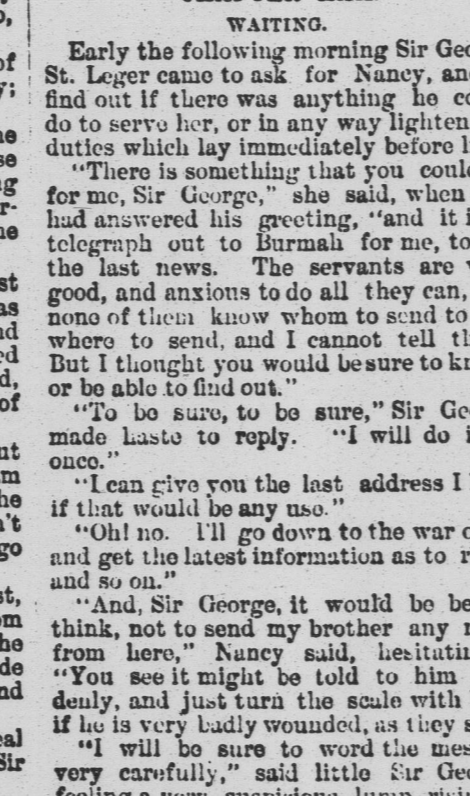 WAITING.
Early the following morning Sir Geo
St. Leger came to ask for Nancy, an
find out if there was anything he co
do to serve her, or in any way lighten
duties which lay immediately before h
"There is something that you coul
for me, Sir George," she said, when
had answered his greeting, "and it i
telegraph out to Burmah for me, to
the last news. The servants are v
good, and anxious to do all they can,
none of them know whom to send to
where to send, and I cannot tell th
But I thought you would be sure to kn
or be able to find out."
"To be sure, to be sure," Sir Geo
made haste to reply. "I will do i
once."
"I can give you the last address I
if that would be any use."
"Oh! no. I'll go down to the war o
and get the latest information as to r
and so on."
"And, Sir George, it would be be
think, not to send my brother any
from here," Nancy said, hesitatin
"You see it might be told to him
denly, and just turn the scale with
if he is very badly wounded, as they s
"I will be sure to word the mes
very carefully," said little Sir Geo
feeling a very suspicious lump risi